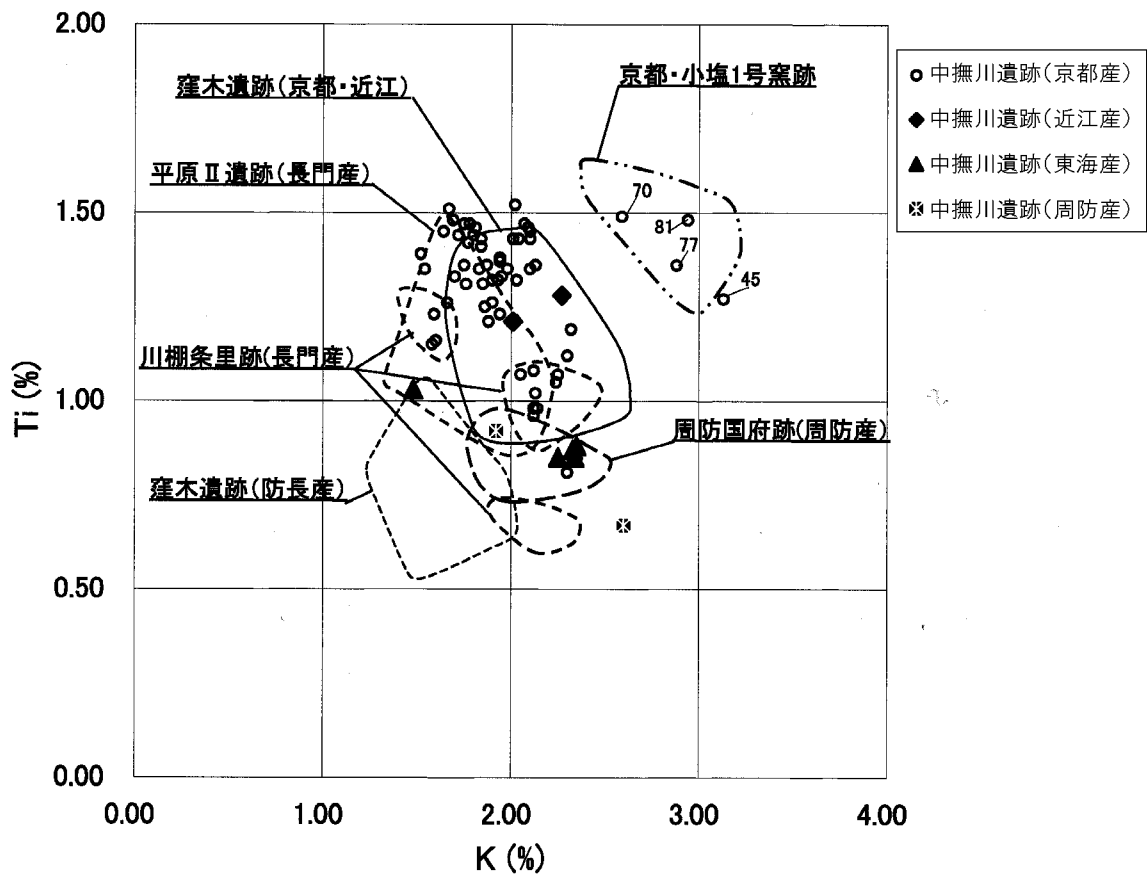 2.00
1.50
1.00
0.50
0.00
Ti (%)
0.00
1.00
2.00
3.00
4.00
K (%)
窪木遺跡(京都・近江)
京都・小塩1号窯跡
平原Ⅱ遺跡(長門産)
70
81
77
45
川棚条里跡(長門産)
周防国府跡(周防産)
窪木遺跡(防長産)
中撫川遺跡(京都産)
中撫川遺跡(近江産)
中撫川遺跡(東海産)
中撫川遺跡(周防産)